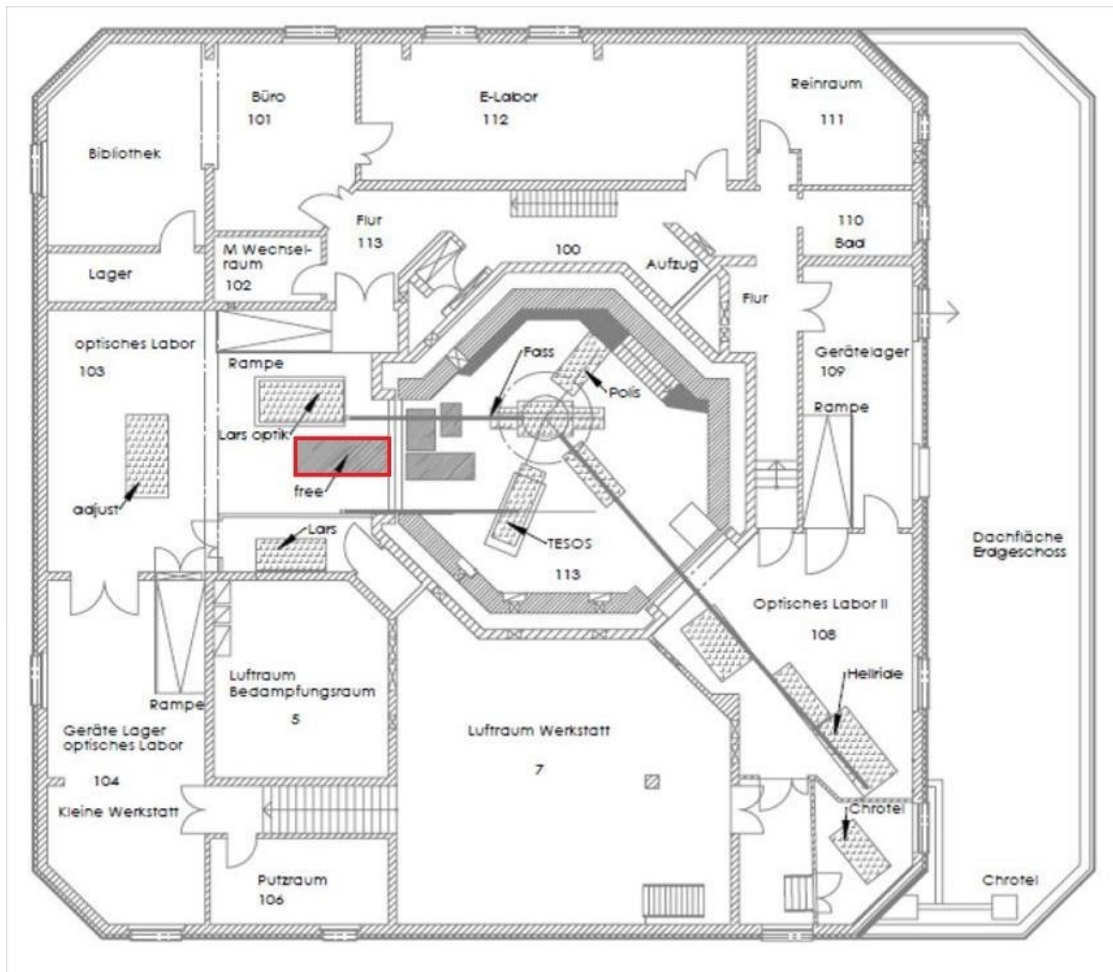 Büro
101
E-Labor
112
Reinraum
111
Bibliothek
Flur
113
110
Bad
M Wechsel-
raum
102
100
Aufzug
Lager
Flur
optisches Labor
103
Rampe
Fass
Polis
Gerätelager
109
Rampe
Lars optik
free
adjust
Lars
TESOS
113
Dachfläche
Erdgeschoss
Optisches Labor II
108
Luftraum
Bedampfungsraum
5
Hellride
Rampe
Geräte Lager
optisches Labor
104
Luftraum Werkstatt
7
Kleine Werkstatt
Chrotel
Putzraum
106
Chrotel